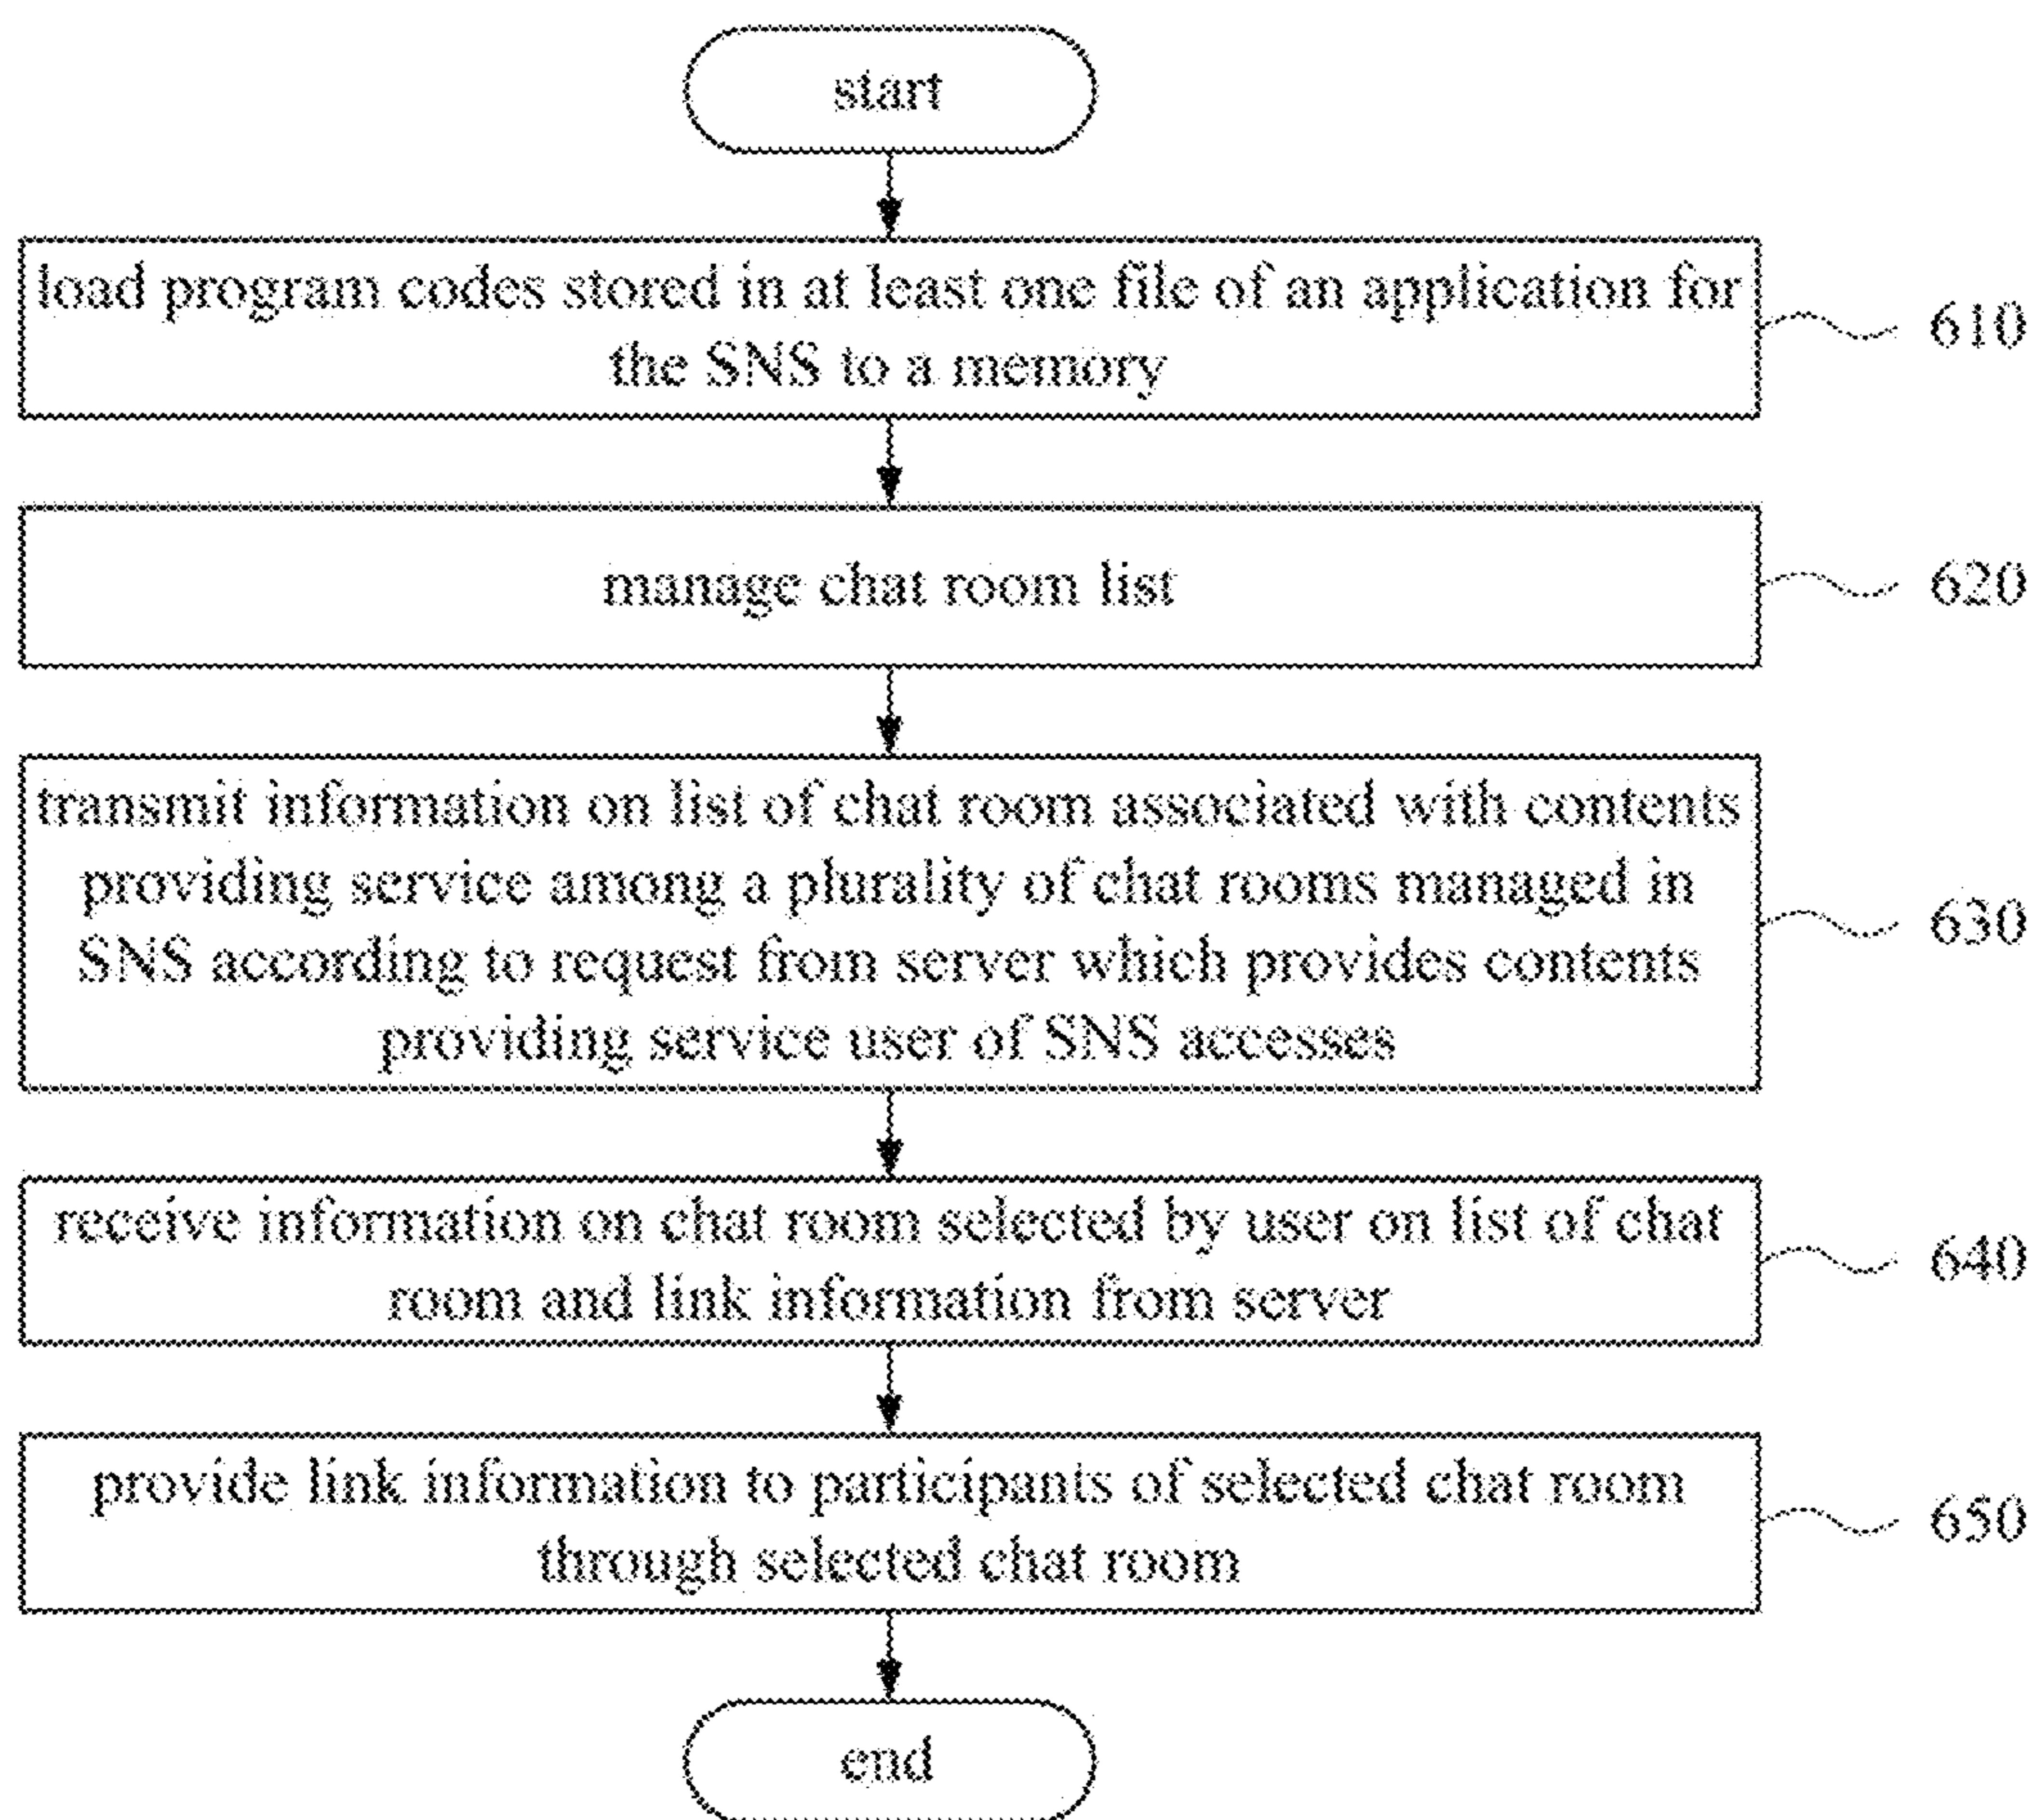 start
load program codes stored in at least one file of an application for
the SNS to a memory
610
manage chat room list
620
transmit information on list of chat room associated with contents
providing service among a plurality of chat rooms managed in
SNS according to request from server which provides contents
providing service user of SNS accesses
630
receive information on chat room selected by user on list of chat
room and link information from server
640
provide link information to participants of selected chat room
through selected chat room
650
end